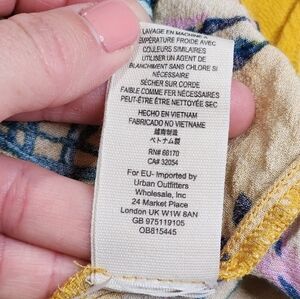 LAVAGE EN MACHINE À
TEMPÉRATURE FROIDE AVEC
COULEURS SIMILAIRES
UTILISER UN AGENT DE
BLANCHIMENT SANS CHLORE SI
NÉCESSAIRE
SÉCHER SUR CORDE
FAIBLE COMME FER NÉCESSAIRES
PEUT-ÊTRE ÊTRE NETTOYÉE SEC
HECHO EN VIETNAM
FABRICADO NO VIETNAME
越南製造
ベトナム製
RN# 66170
CA# 32054
For EU- Imported by
Urban Outfitters
Wholesale, Inc
24 Market Place
London UK W1W 8AN
GB 975119105
OB815445